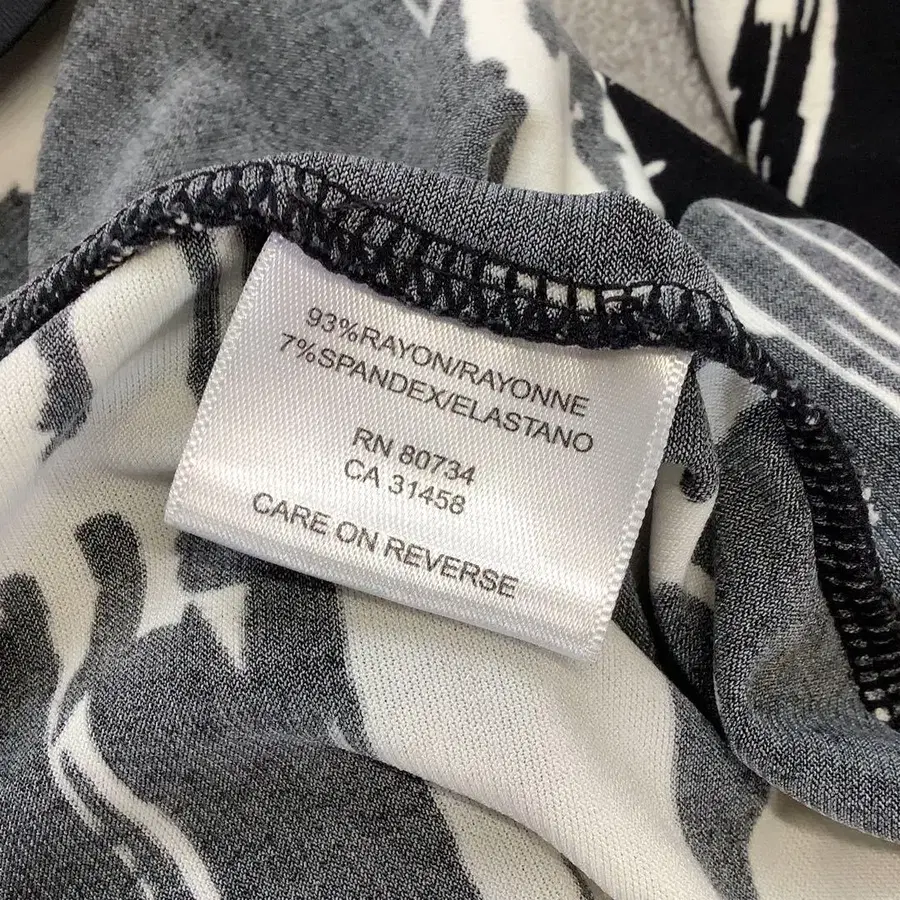 93%RAYON/RAYONNE
7%SPANDEX/ELASTANO
RN 80734
CA 31458
CARE ON REVERSE